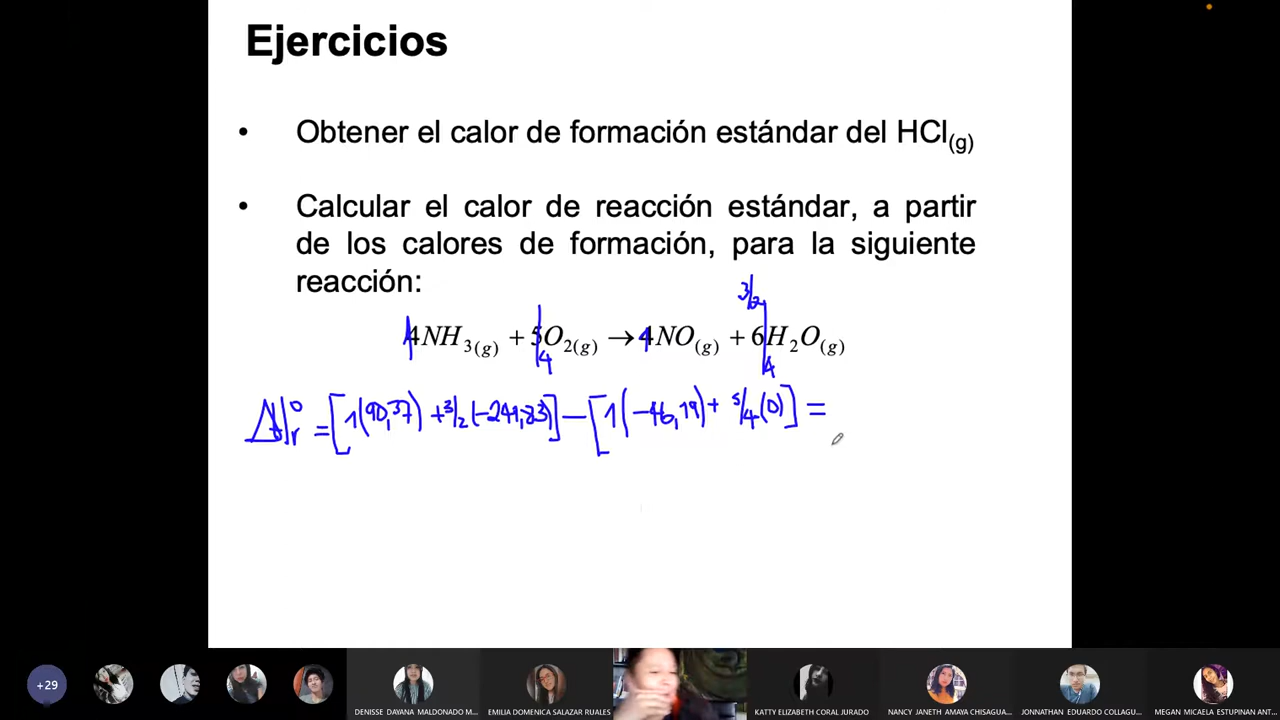 Ejercicios
• Obtener el calor de formación estándar del HCl(g)
• Calcular el calor de reacción estándar, a partir
de los calores de formación, para la siguiente
reacción:
3/2
4NH3(g) + 5O2(g) → 4NO(g) + 6H2O(g)
4 4
ΔH°r = [1(90,37) + 3/2(-241,83)] - [1(-46,19) + 5/4(0)] =
+29
DENISSE DAYANA MALDONADO M...
EMILIA DOMENICA SALAZAR RUALES
KATTY ELIZABETH CORAL JURADO
NANCY JANETH AMAYA CHISAGUA...
JONNATHAN EDUARDO COLLAGU...
MEGAN MICAELA ESTUPINAN ANT...